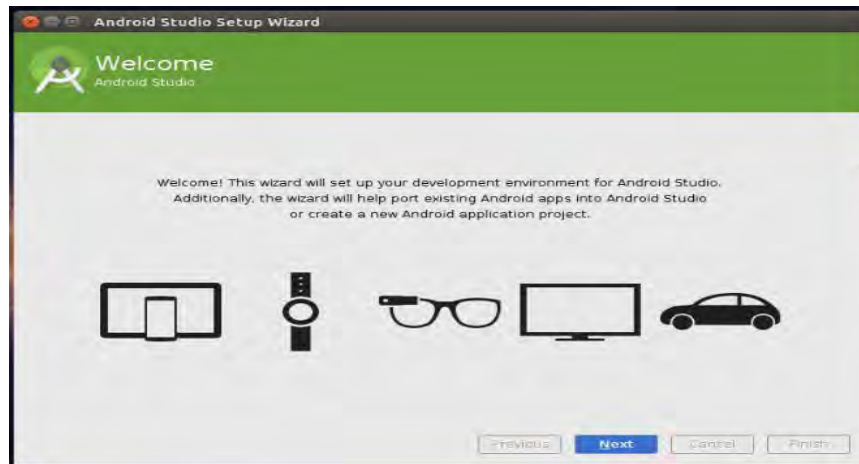 Android Studio Setup Wizard
Welcome
Android Studio
Welcome! This wizard will set up your development environment for Android Studio.
Additionally, the wizard will help port existing Android apps into Android Studio
or create a new Android application project.
Previous Next Cancel Finish